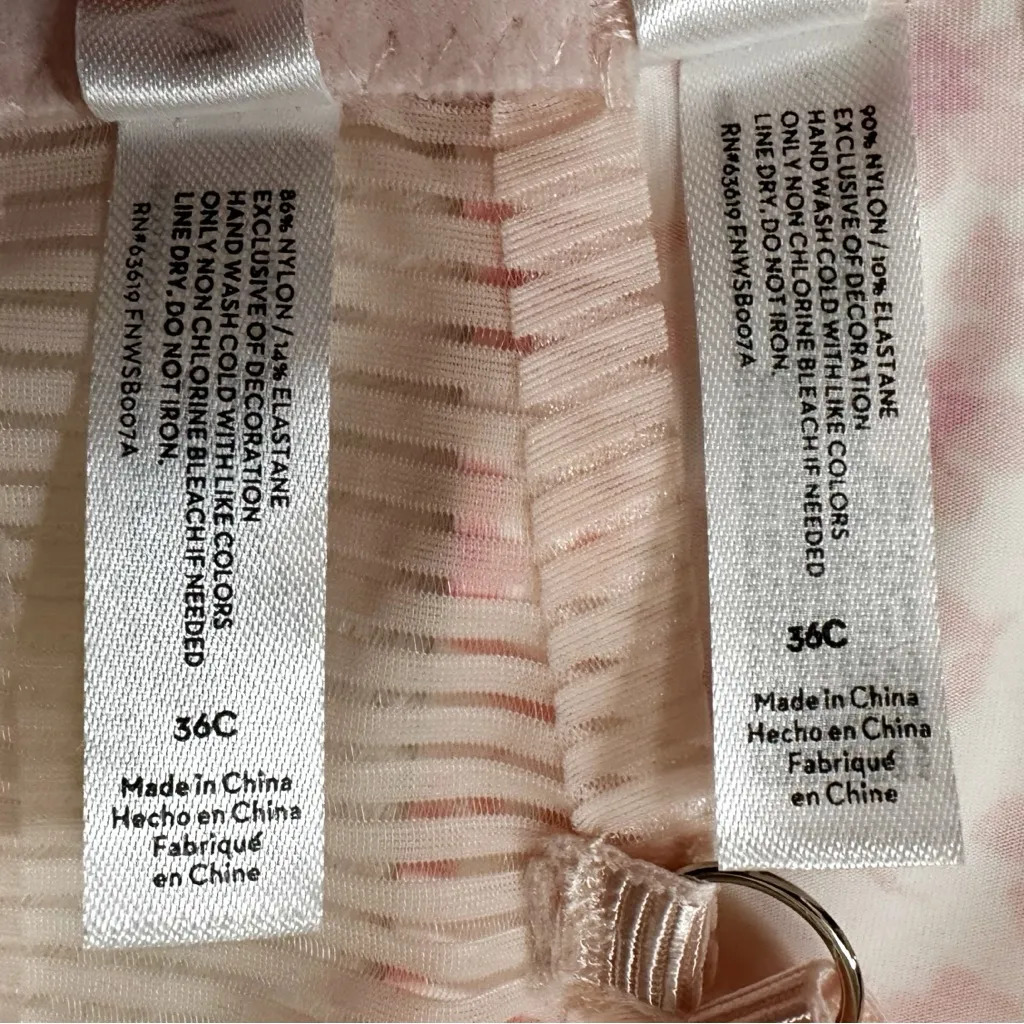 86% NYLON / 14% ELASTANE
EXCLUSIVE OF DECORATION
HAND WASH COLD WITH LIKE COLORS
ONLY NON CHLORINE BLEACH IF NEEDED
LINE DRY. DO NOT IRON.
RN#63619 FNWSB007A
36C
Made in China
Hecho en China
Fabriqué
en Chine
90% NYLON / 10% ELASTANE
EXCLUSIVE OF DECORATION
HAND WASH COLD WITH LIKE COLORS
ONLY NON CHLORINE BLEACH IF NEEDED
LINE DRY. DO NOT IRON.
RN#63619 FNWSB007A
36C
Made in China
Hecho en China
Fabriqué
en Chine